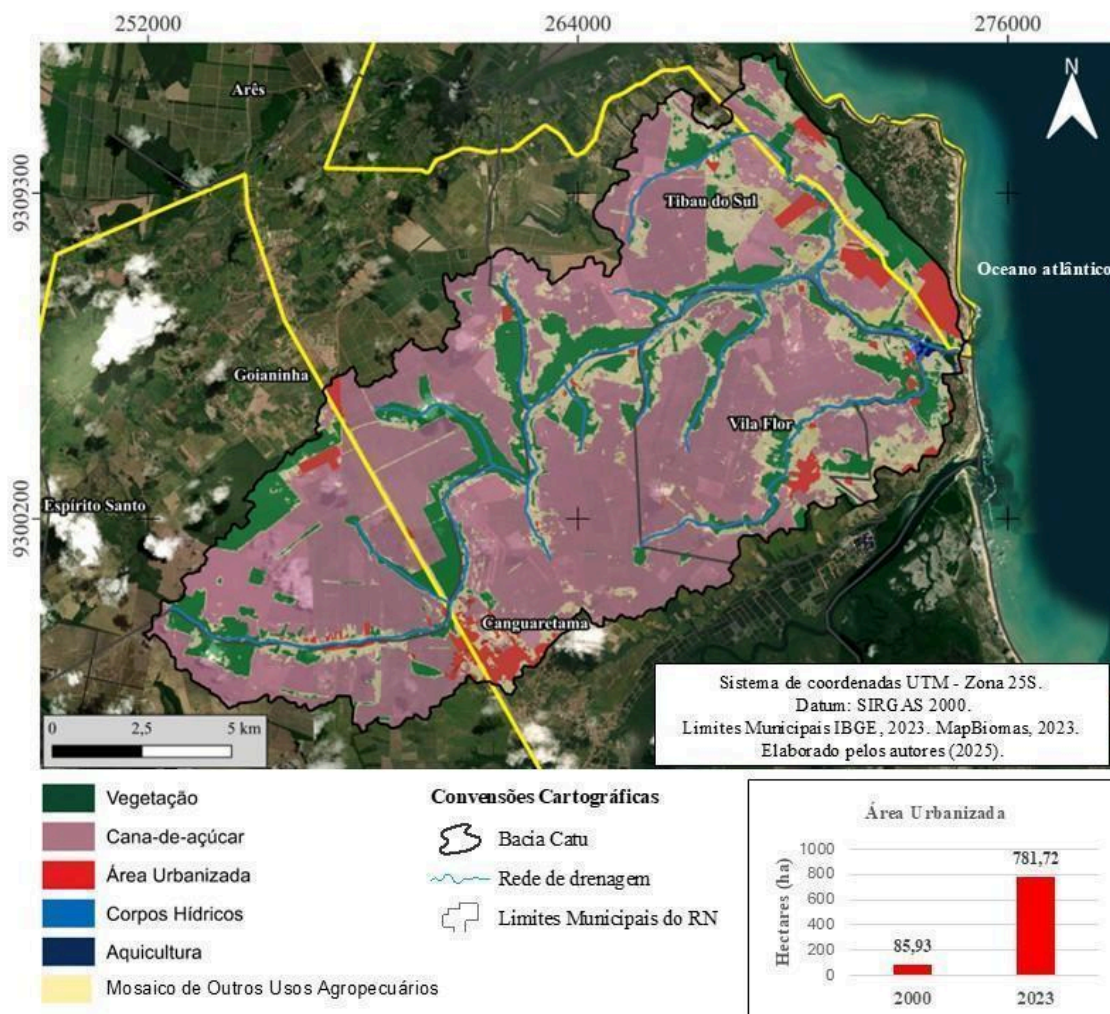 252000
264000
276000
Arês
N
9309300
Tibau do Sul
Oceano atlântico
Goianinha
Vila Flor
Espírito Santo
9300200
Canguaretama
Sistema de coordenadas UTM - Zona 25S.
Datum: SIRGAS 2000.
Limites Municipais IBGE, 2023. MapBiomas, 2023.
Elaborado pelos autores (2025).
0 2,5 5 km
Vegetação
Cana-de-açúcar
Área Urbanizada
Corpos Hídricos
Aquicultura
Mosaico de Outros Usos Agropecuários
Convensões Cartográficas
Bacia Catu
Rede de drenagem
Limites Municipais do RN
Área Urbanizada
Hectares (ha)
1000
800
600
400
200
0
85,93
781,72
2000
2023